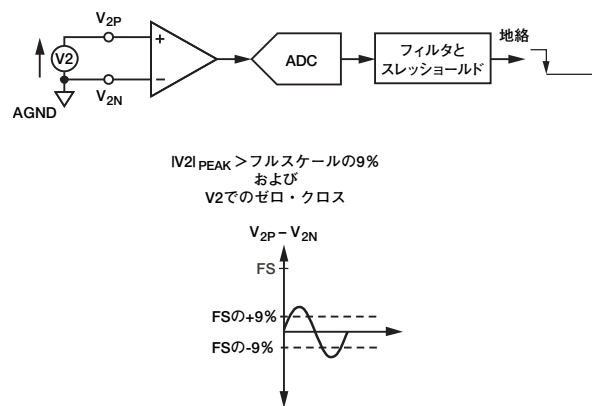 V2P
V2
+
−
V2N
AGND
ADC
フィルタと
スレッショールド
地絡
|V2| PEAK >フルスケールの9%
および
V2でのゼロ・クロス
V2P – V2N
FS
FSの+9%
FSの-9%